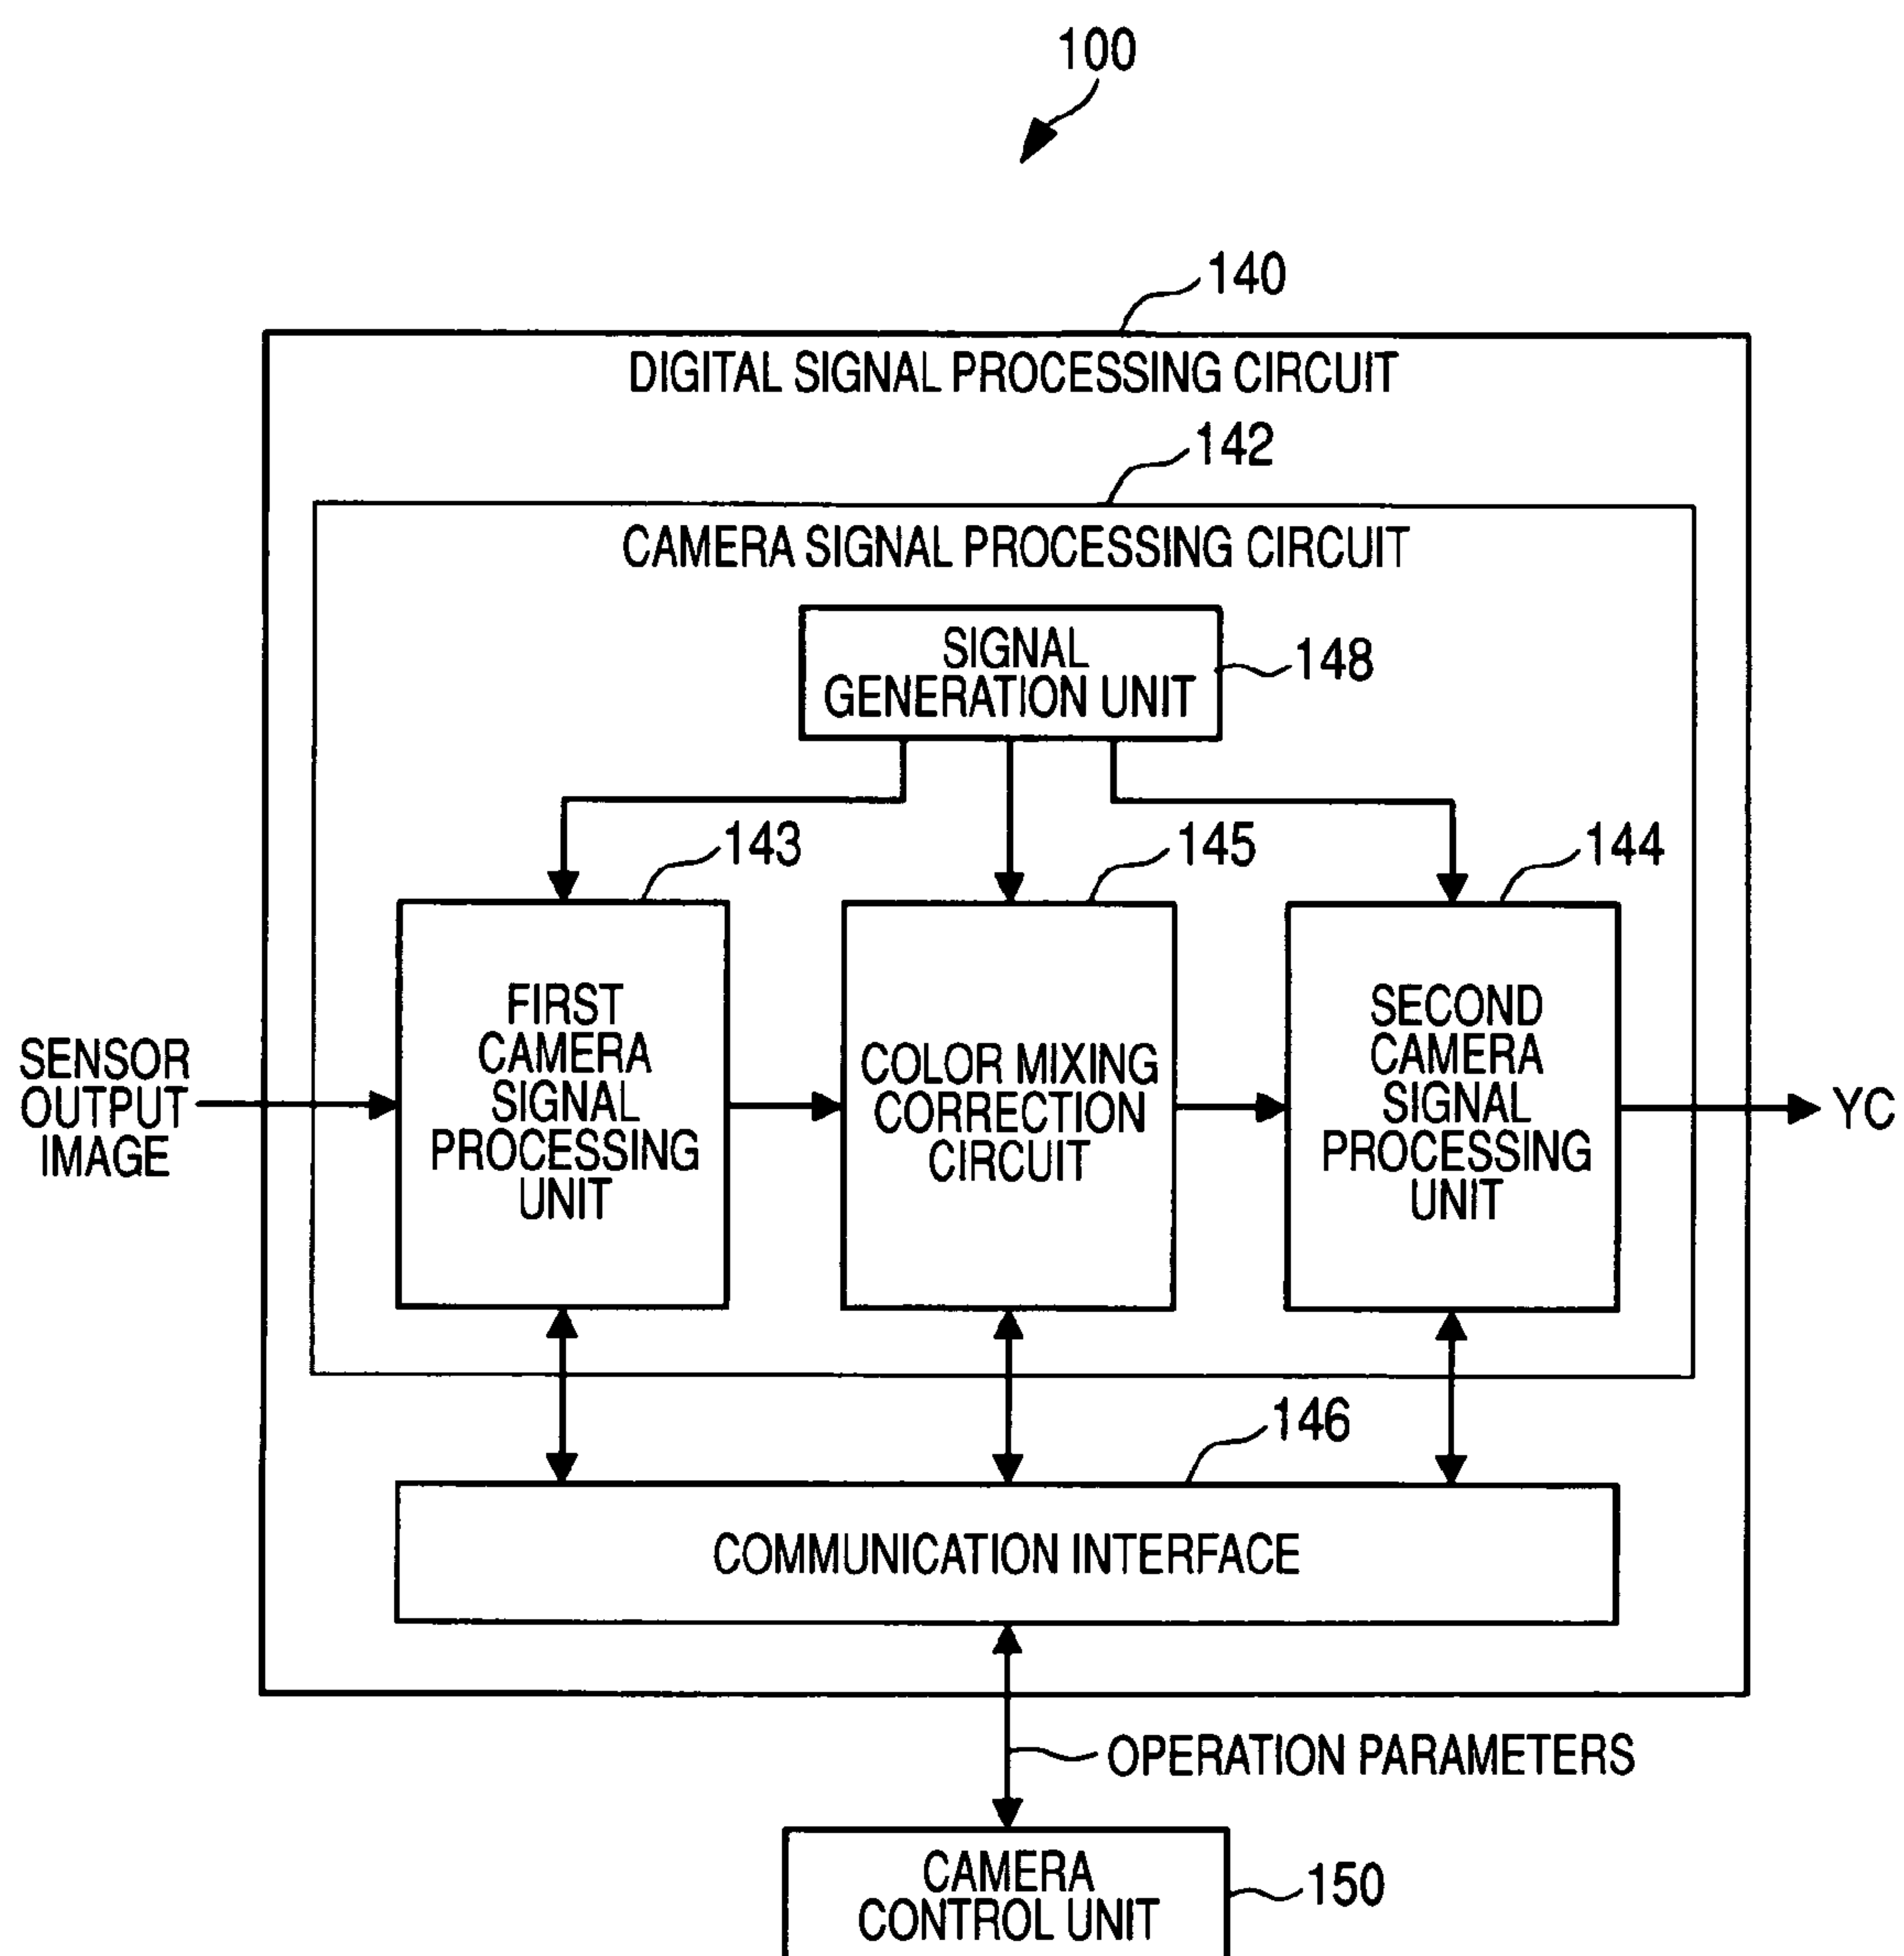 100
140
DIGITAL SIGNAL PROCESSING CIRCUIT
142
CAMERA SIGNAL PROCESSING CIRCUIT
SIGNAL
GENERATION UNIT
148
143
145
144
FIRST
CAMERA
SIGNAL
PROCESSING
UNIT
COLOR MIXING
CORRECTION
CIRCUIT
SECOND
CAMERA
SIGNAL
PROCESSING
UNIT
SENSOR
OUTPUT
IMAGE
YC
146
COMMUNICATION INTERFACE
OPERATION PARAMETERS
CAMERA
CONTROL UNIT
150